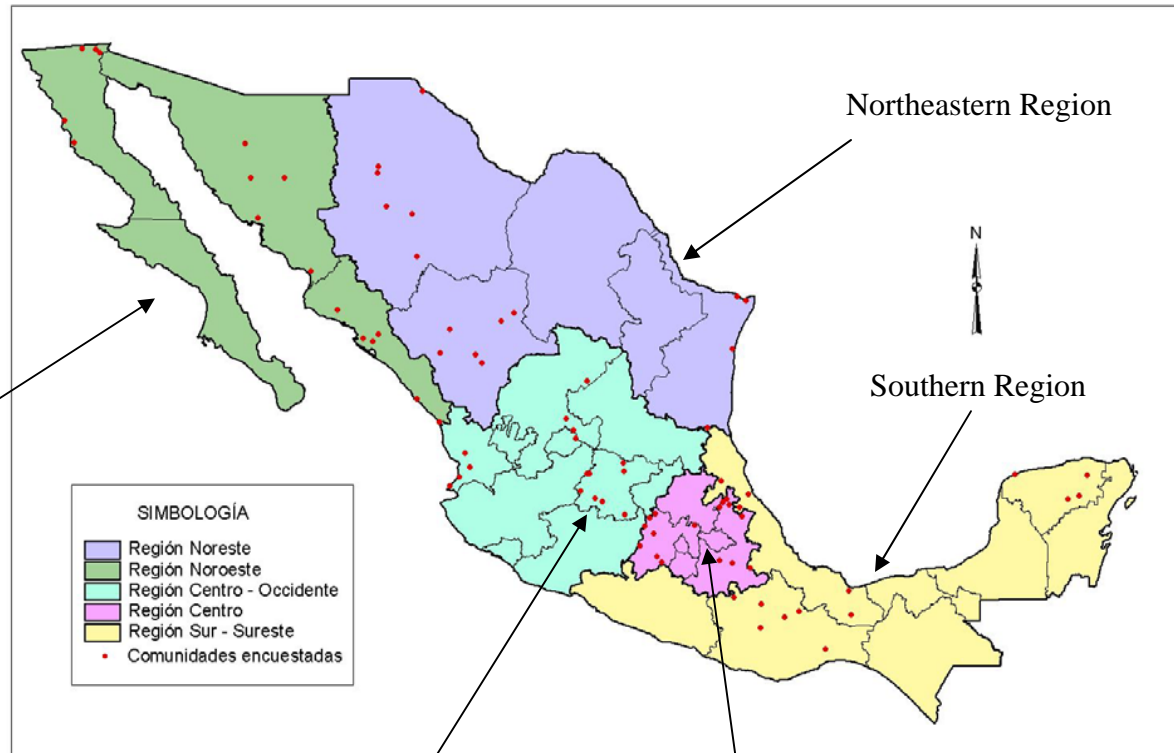 Northeastern Region
N
Southern Region
SIMBOLOGÍA
Región Noreste
Región Noroeste
Región Centro - Occidente
Región Centro
Región Sur - Sureste
Comunidades encuestadas